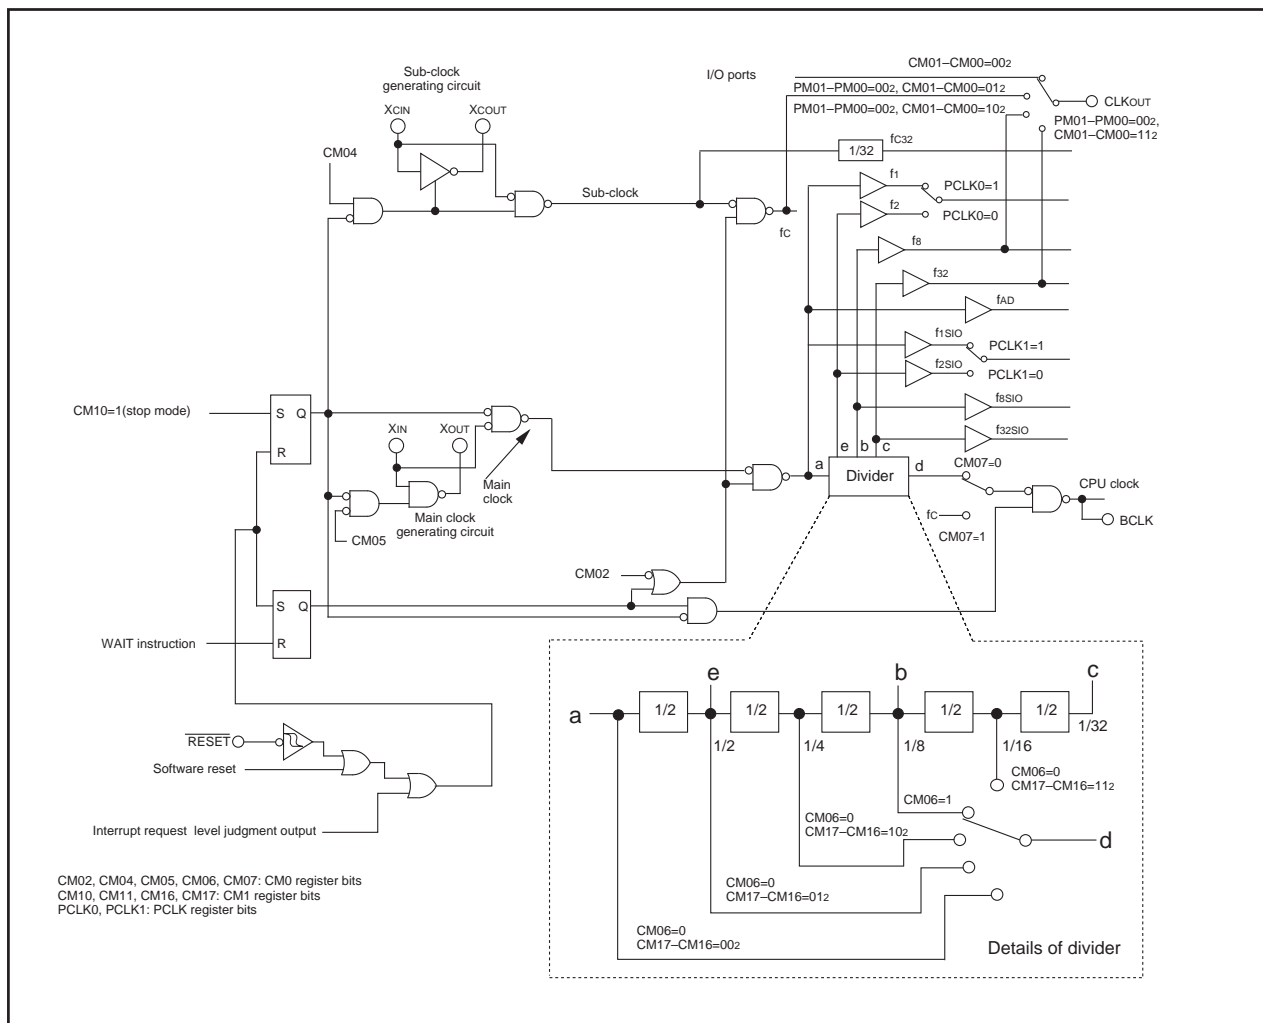 Sub-clock
generating circuit
XCIN
XCOUT
CM04
Sub-clock
I/O ports
CM01–CM00=002
PM01–PM00=002, CM01–CM00=012
PM01–PM00=002, CM01–CM00=102
CLKOUT
PM01–PM00=002,
CM01–CM00=112
1/32
fC32
f1
PCLK0=1
f2
PCLK0=0
fC
f8
f32
fAD
f1SIO
PCLK1=1
f2SIO
PCLK1=0
f8SIO
f32SIO
CM10=1(stop mode)
S Q
R
XIN
XOUT
Main
clock
Main clock
generating circuit
CM05
a
e b c
Divider
d
CM07=0
fC
CM07=1
CPU clock
BCLK
CM02
S Q
R
WAIT instruction
RESET
Software reset
Interrupt request level judgment output
a
e
b
c
1/2
1/2
1/2
1/2
1/2
1/2
1/4
1/8
1/16
1/32
CM06=0
CM17–CM16=112
CM06=1
CM06=0
CM17–CM16=102
d
CM06=0
CM17–CM16=012
CM06=0
CM17–CM16=002
Details of divider
CM02, CM04, CM05, CM06, CM07: CM0 register bits
CM10, CM11, CM16, CM17: CM1 register bits
PCLK0, PCLK1: PCLK register bits